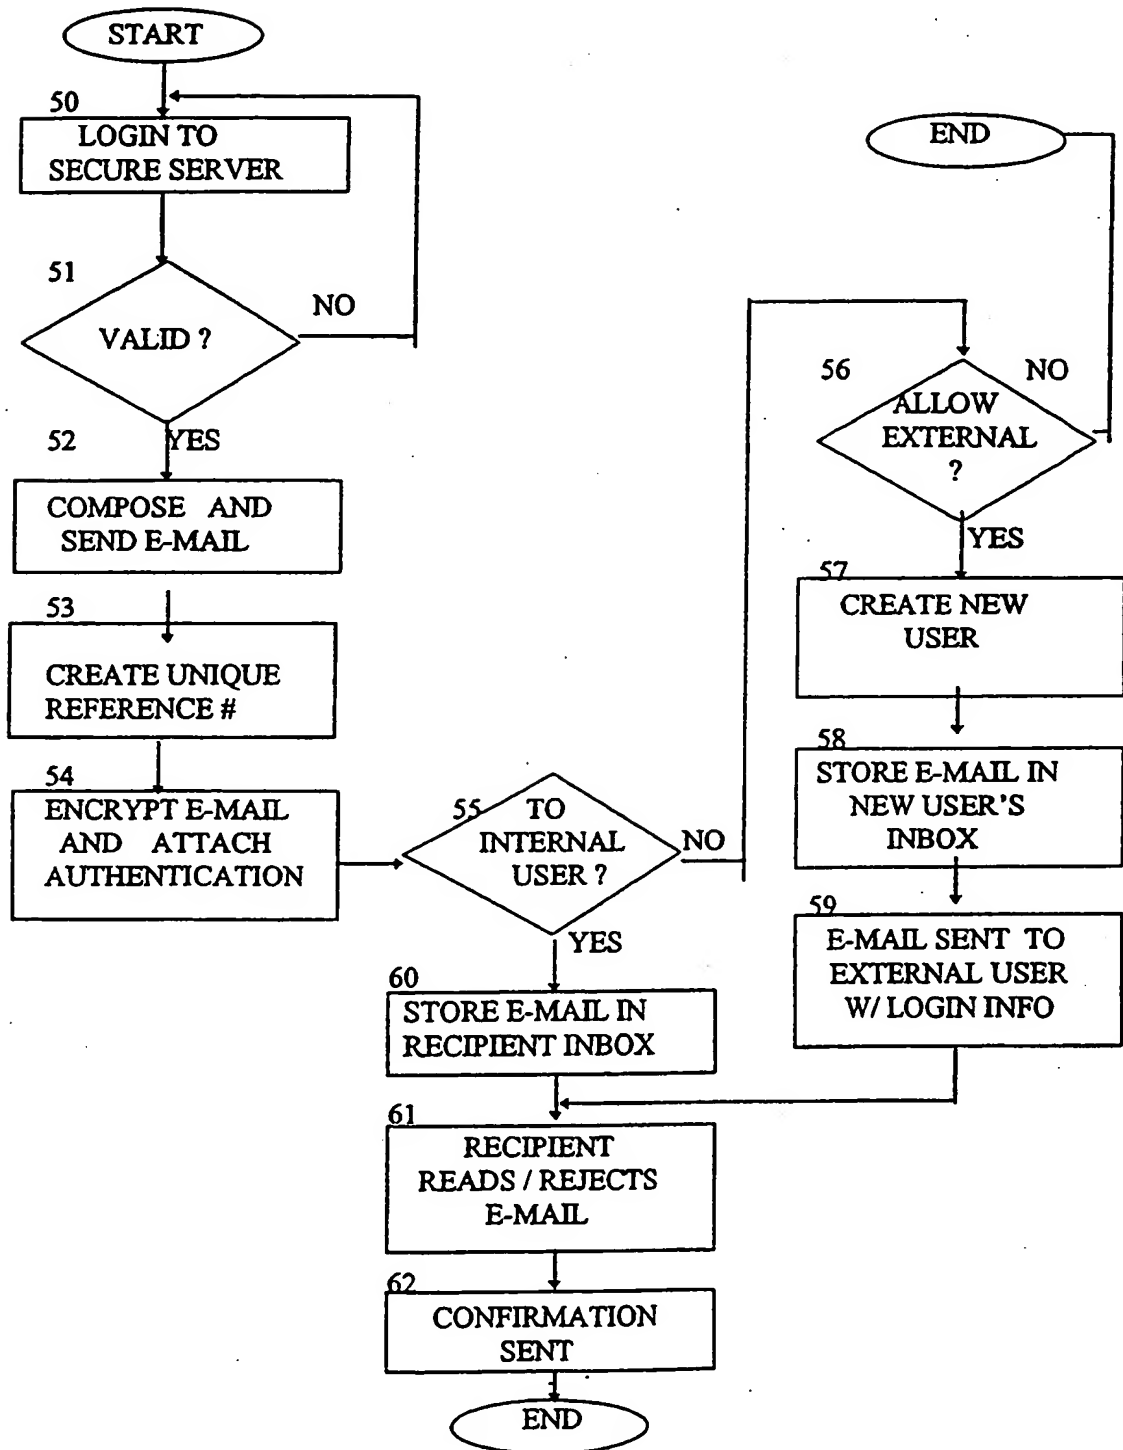 START
50
LOGIN TO
SECURE SERVER
51
VALID ?
NO
52
YES
COMPOSE AND
SEND E-MAIL
53
CREATE UNIQUE
REFERENCE #
54
ENCRYPT E-MAIL
AND ATTACH
AUTHENTICATION
55
TO
INTERNAL
USER ?
NO
YES
END
56
NO
ALLOW
EXTERNAL
?
YES
57
CREATE NEW
USER
58
STORE E-MAIL IN
NEW USER'S
INBOX
59
E-MAIL SENT TO
EXTERNAL USER
W/ LOGIN INFO
60
STORE E-MAIL IN
RECIPIENT INBOX
61
RECIPIENT
READS / REJECTS
E-MAIL
62
CONFIRMATION
SENT
END